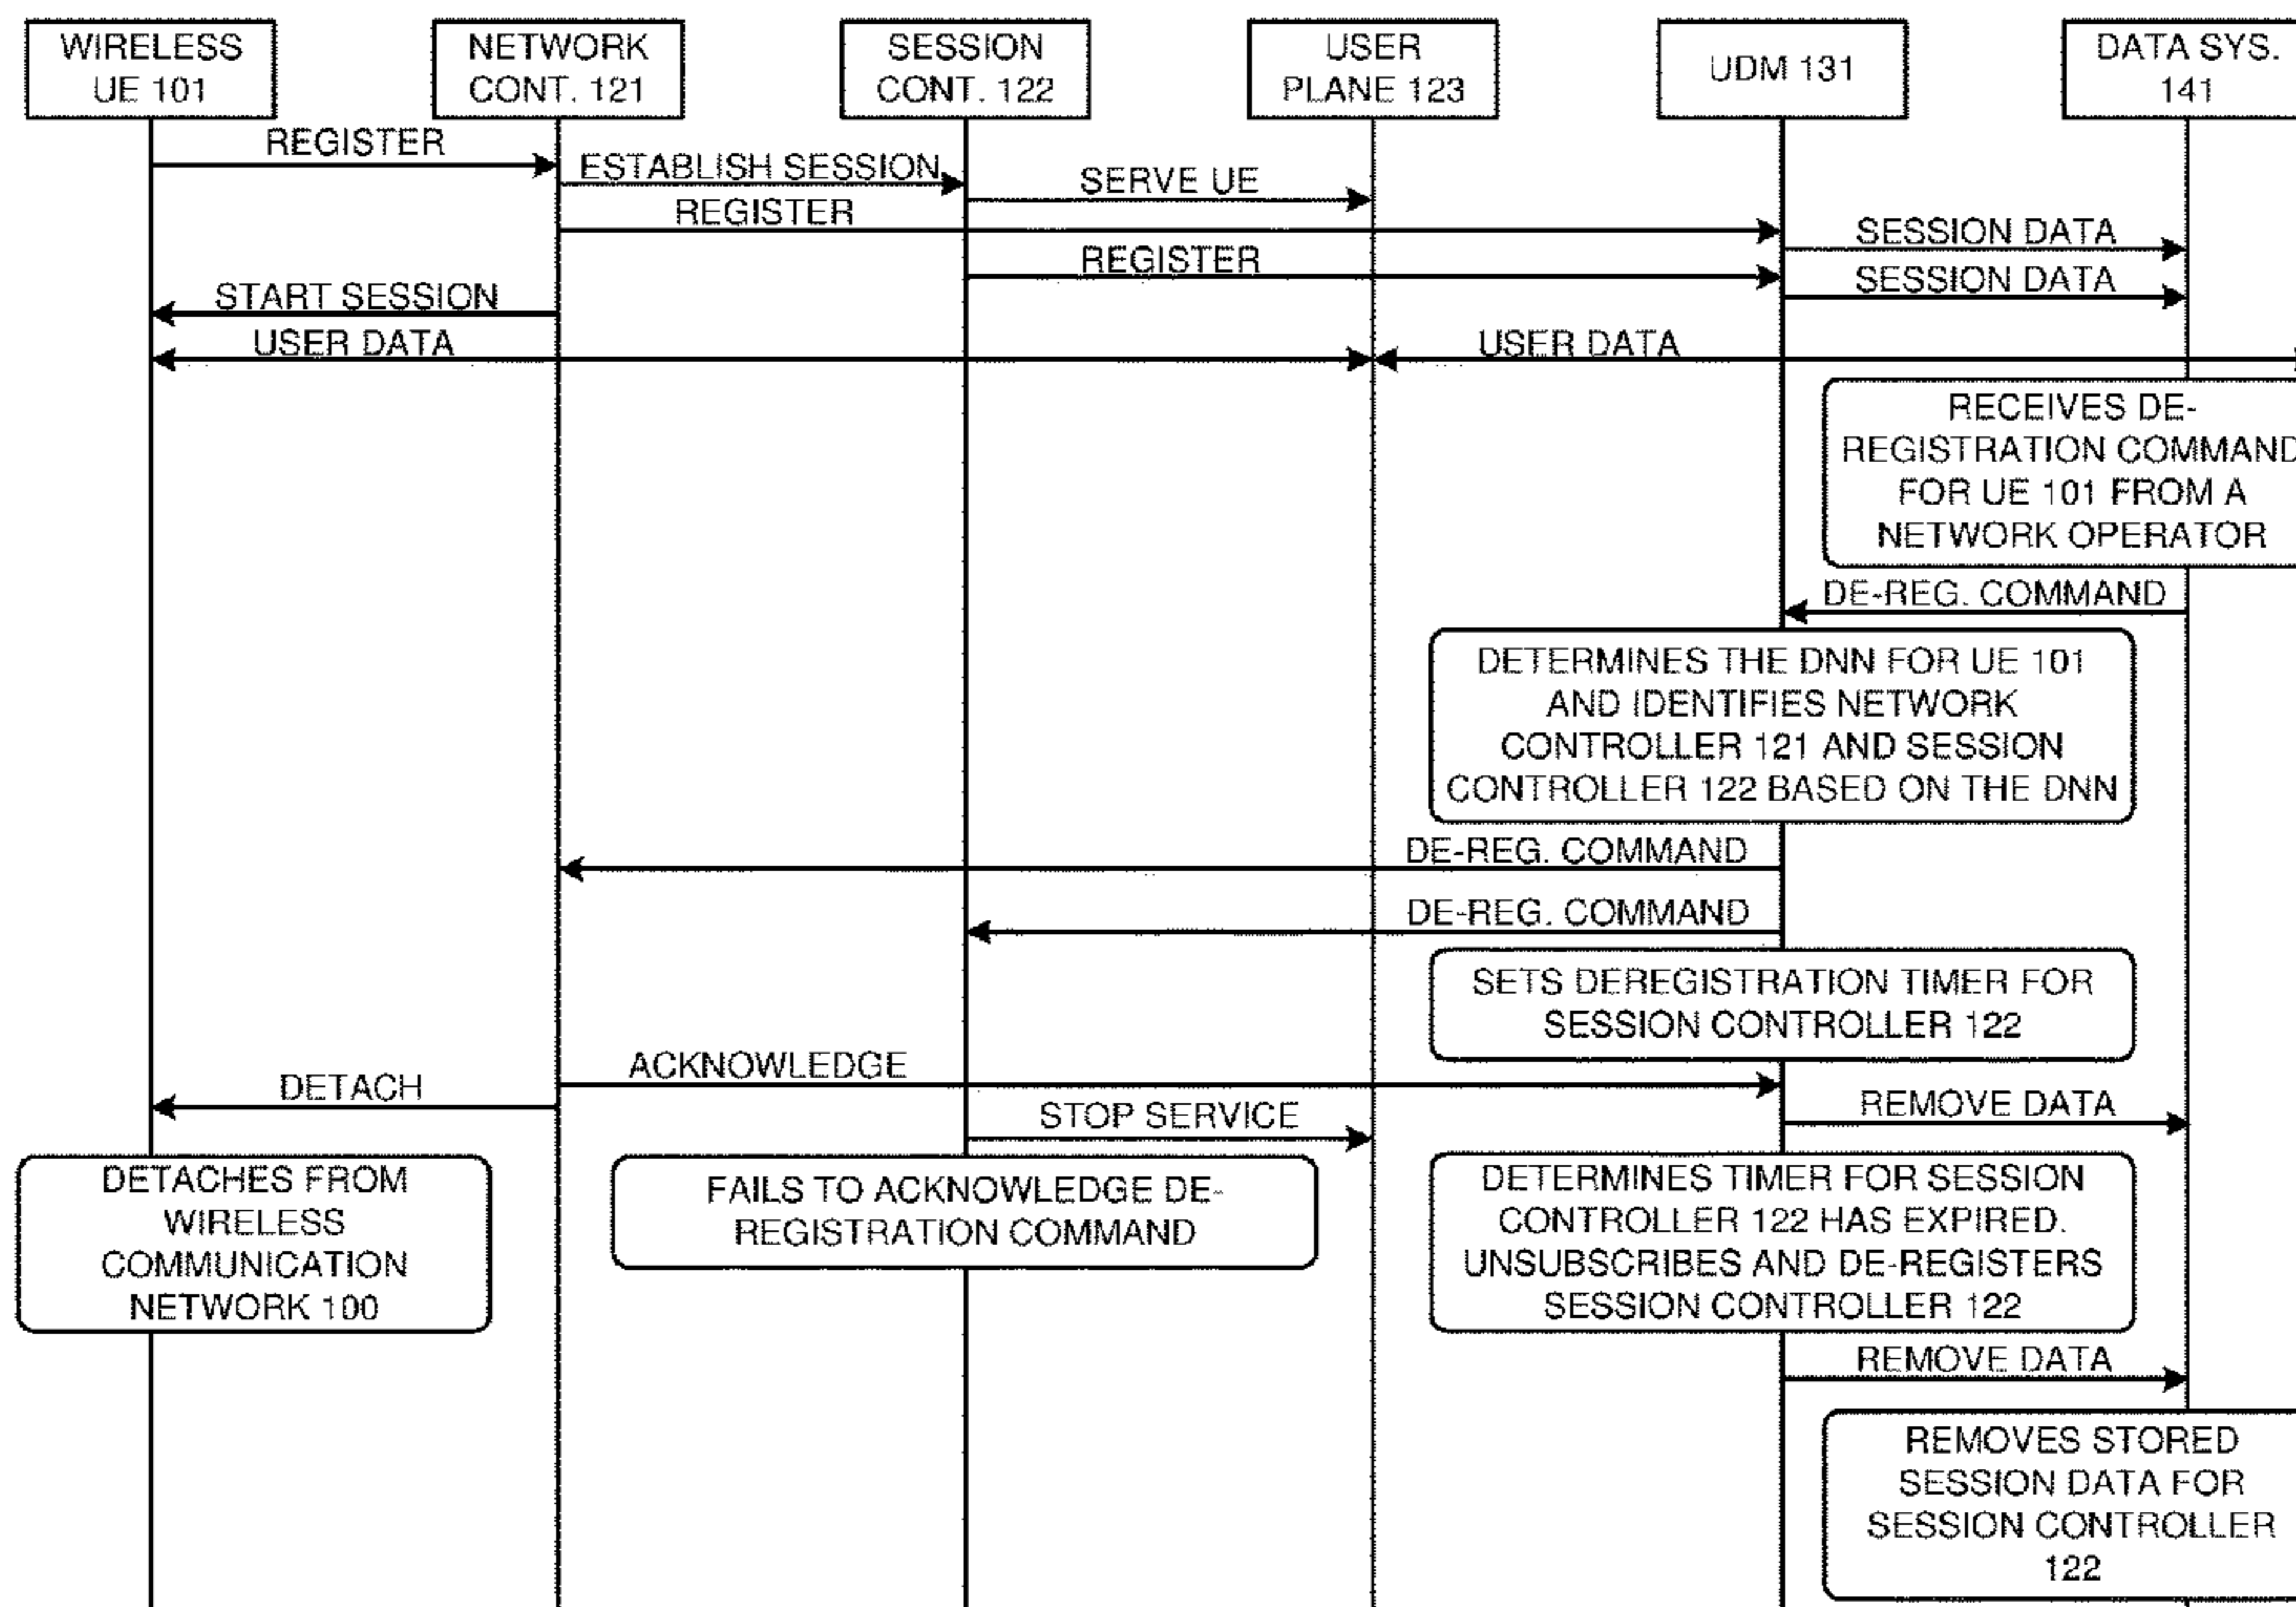 WIRELESS
UE 101
NETWORK
CONT. 121
SESSION
CONT. 122
USER
PLANE 123
UDM 131
DATA SYS.
141
REGISTER
ESTABLISH SESSION
SERVE UE
REGISTER
SESSION DATA
REGISTER
SESSION DATA
START SESSION
USER DATA
USER DATA
RECEIVES DE-
REGISTRATION COMMAND
FOR UE 101 FROM A
NETWORK OPERATOR
DE-REG. COMMAND
DETERMINES THE DNN FOR UE 101
AND IDENTIFIES NETWORK
CONTROLLER 121 AND SESSION
CONTROLLER 122 BASED ON THE DNN
DE-REG. COMMAND
DE-REG. COMMAND
SETS DEREGISTRATION TIMER FOR
SESSION CONTROLLER 122
ACKNOWLEDGE
DETACH
REMOVE DATA
STOP SERVICE
DETACHES FROM
WIRELESS
COMMUNICATION
NETWORK 100
FAILS TO ACKNOWLEDGE DE-
REGISTRATION COMMAND
DETERMINES TIMER FOR SESSION
CONTROLLER 122 HAS EXPIRED.
UNSUBSCRIBES AND DE-REGISTERS
SESSION CONTROLLER 122
REMOVE DATA
REMOVES STORED
SESSION DATA FOR
SESSION CONTROLLER
122